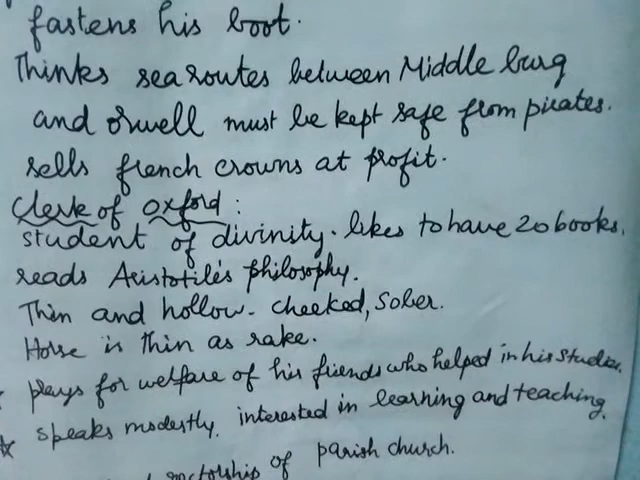 fastens his boot.
Thinks sea routes between Middle burg
and Orwell must be kept safe from pirates.
sells french crowns at profit.
Clerk of Oxford:
student of divinity. likes to have 20 books.
reads Aristotile's philosophy.
Thin and hollow-cheeked, Sober.
Horse is thin as rake.
prays for welfare of his friends who helped in his studies.
speaks modestly. interested in learning and teaching.
rectorship of parish church.